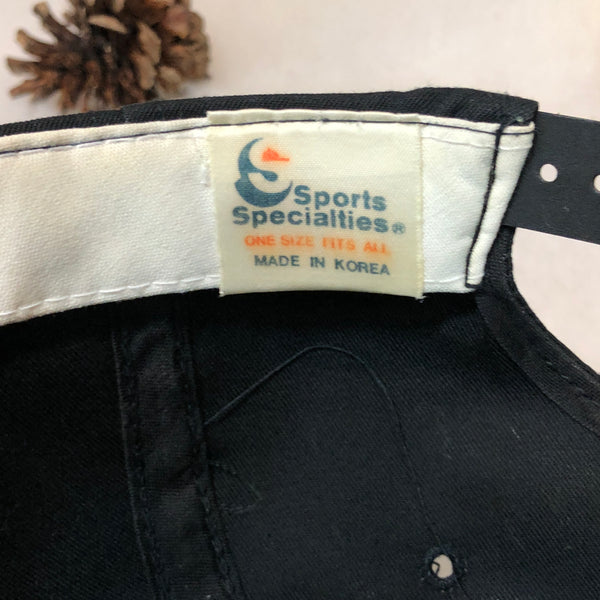 Sports
Specialties®
ONE SIZE FITS ALL
MADE IN KOREA